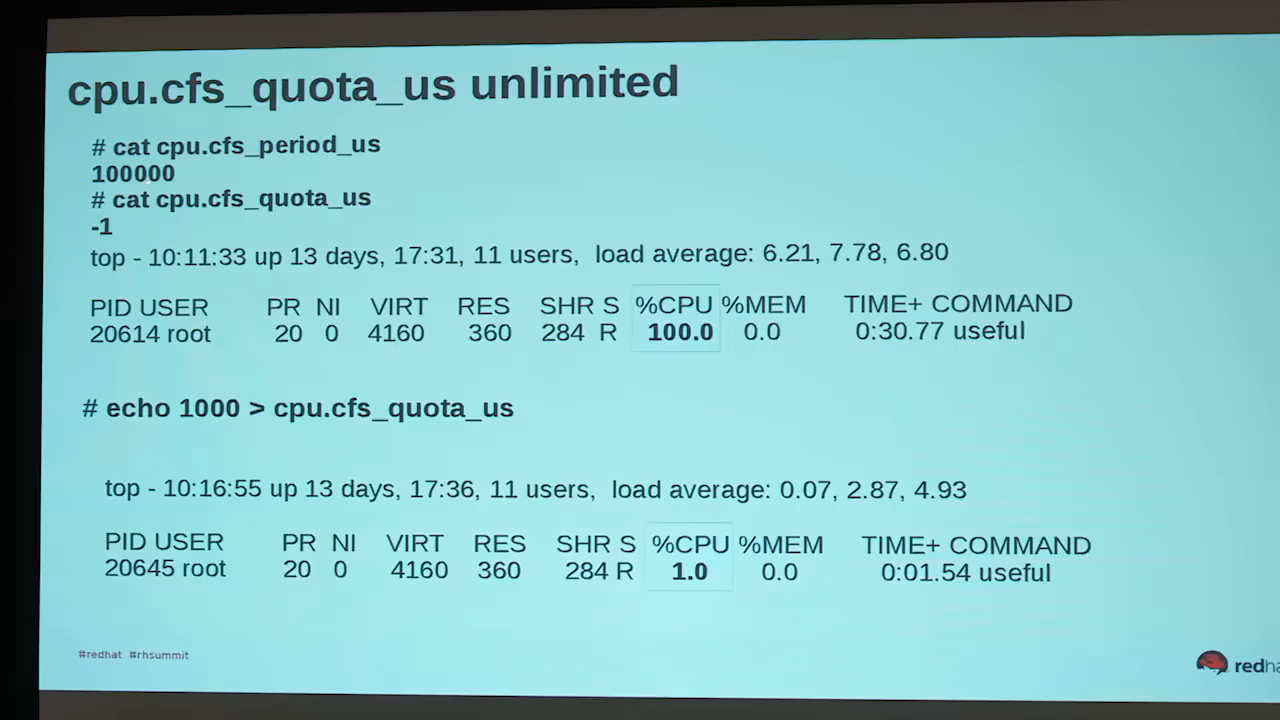 cpu.cfs_quota_us unlimited
# cat cpu.cfs_period_us
100000
# cat cpu.cfs_quota_us
-1
top - 10:11:33 up 13 days, 17:31, 11 users, load average: 6.21, 7.78, 6.80
PID USER PR NI VIRT RES SHR S %CPU %MEM TIME+ COMMAND
20614 root 20 0 4160 360 284 R 100.0 0.0 0:30.77 useful
# echo 1000 > cpu.cfs_quota_us
top - 10:16:55 up 13 days, 17:36, 11 users, load average: 0.07, 2.87, 4.93
PID USER PR NI VIRT RES SHR S %CPU %MEM TIME+ COMMAND
20645 root 20 0 4160 360 284 R 1.0 0.0 0:01.54 useful
#redhat #rhsummit
redha